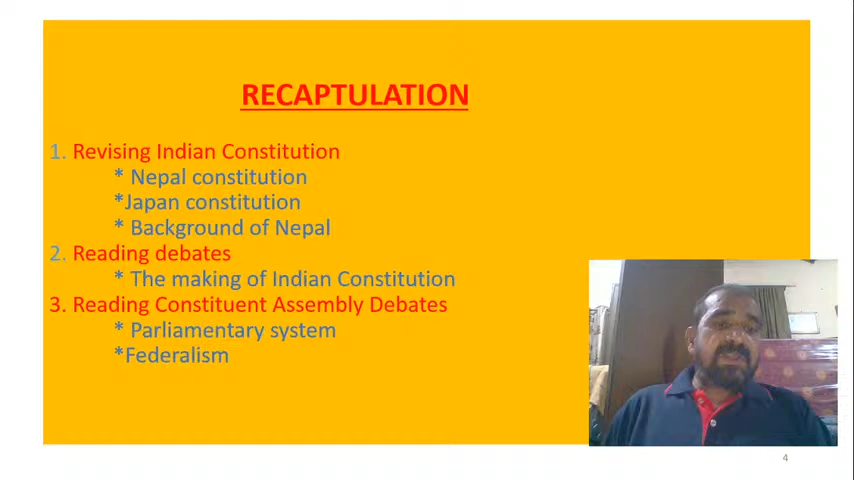 RECAPTULATION
1. Revising Indian Constitution
* Nepal constitution
*Japan constitution
* Background of Nepal
2. Reading debates
* The making of Indian Constitution
3. Reading Constituent Assembly Debates
* Parliamentary system
*Federalism
4